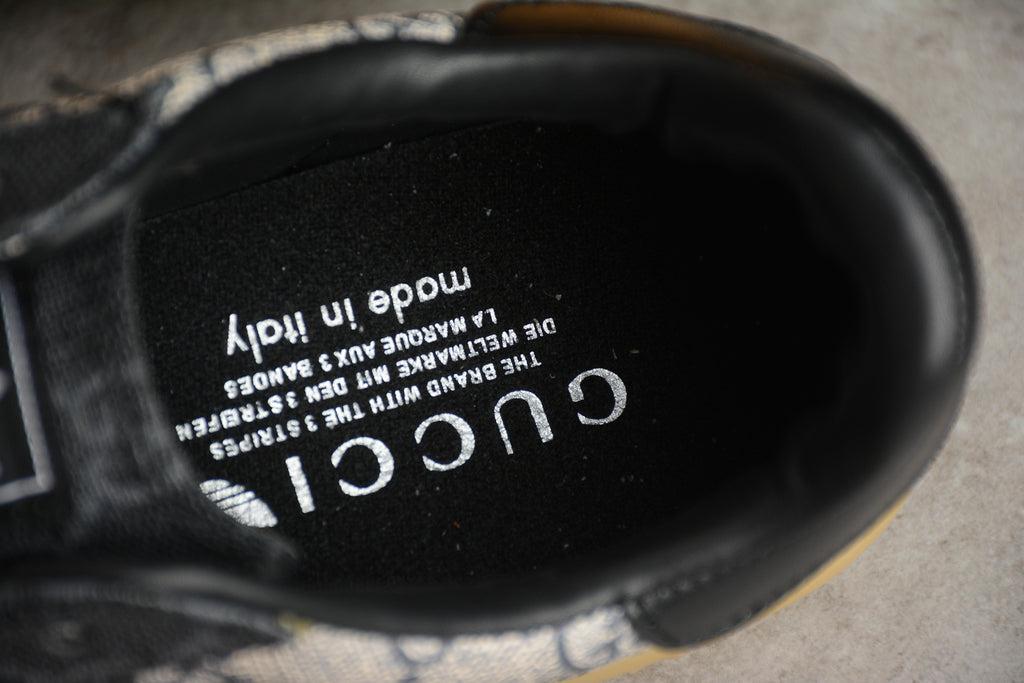 GUCCI
THE BRAND WITH THE 3 STRIPES
DIE WELTMARKE MIT DEN 3 STREIFEN
LA MARQUE AUX 3 BANDES
made in italy
G